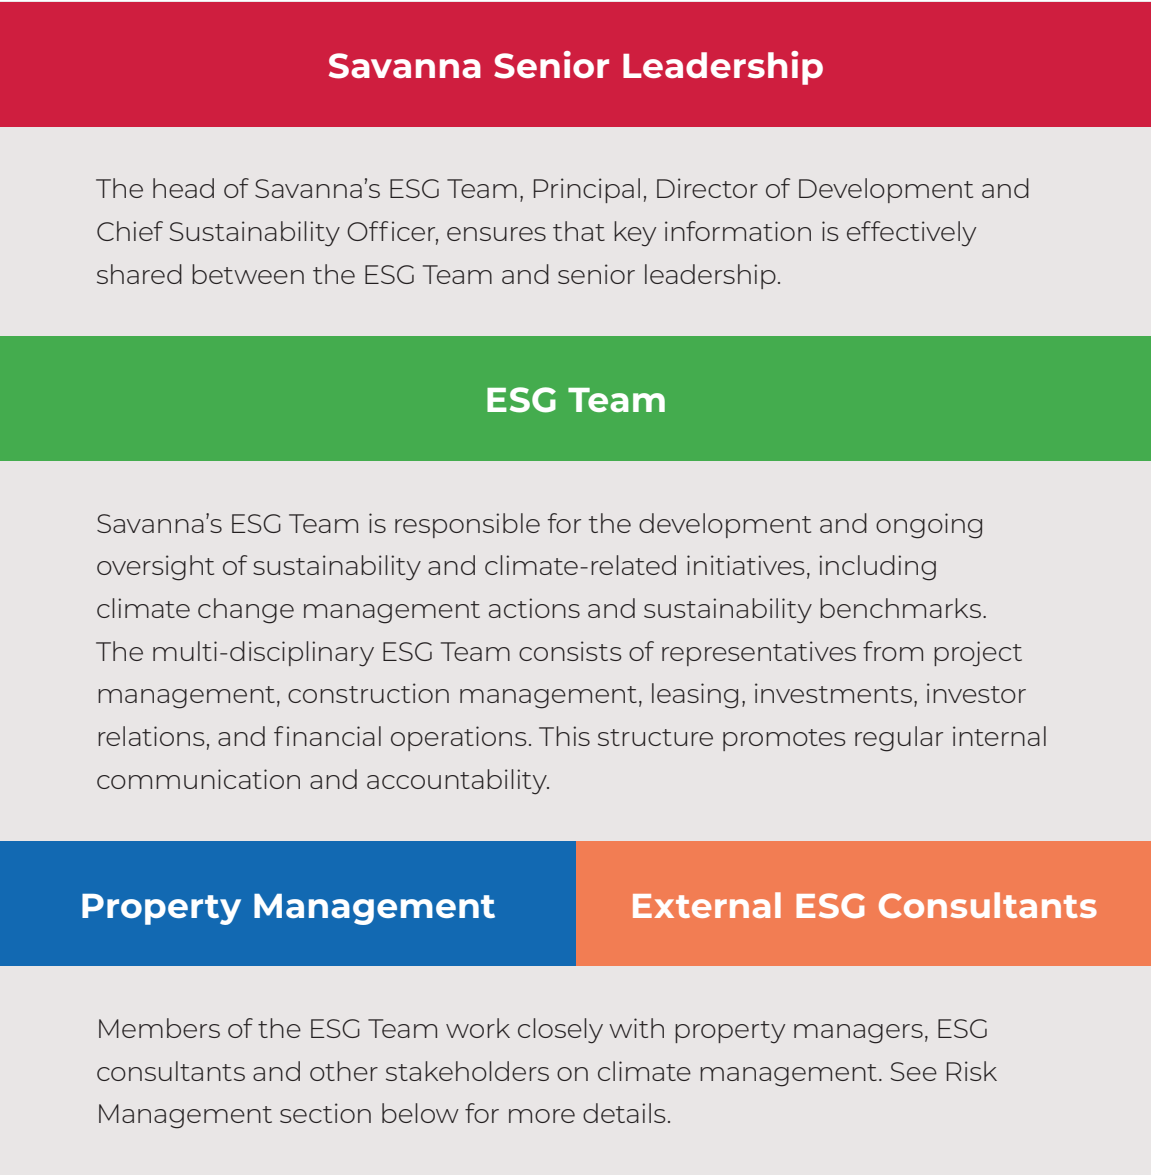 Savanna Senior Leadership
The head of Savanna’s ESG Team, Principal, Director of Development and
Chief Sustainability Officer, ensures that key information is effectively
shared between the ESG Team and senior leadership.
ESG Team
Savanna’s ESG Team is responsible for the development and ongoing
oversight of sustainability and climate-related initiatives, including
climate change management actions and sustainability benchmarks.
The multi-disciplinary ESG Team consists of representatives from project
management, construction management, leasing, investments, investor
relations, and financial operations. This structure promotes regular internal
communication and accountability.
Property Management
External ESG Consultants
Members of the ESG Team work closely with property managers, ESG
consultants and other stakeholders on climate management. See Risk
Management section below for more details.